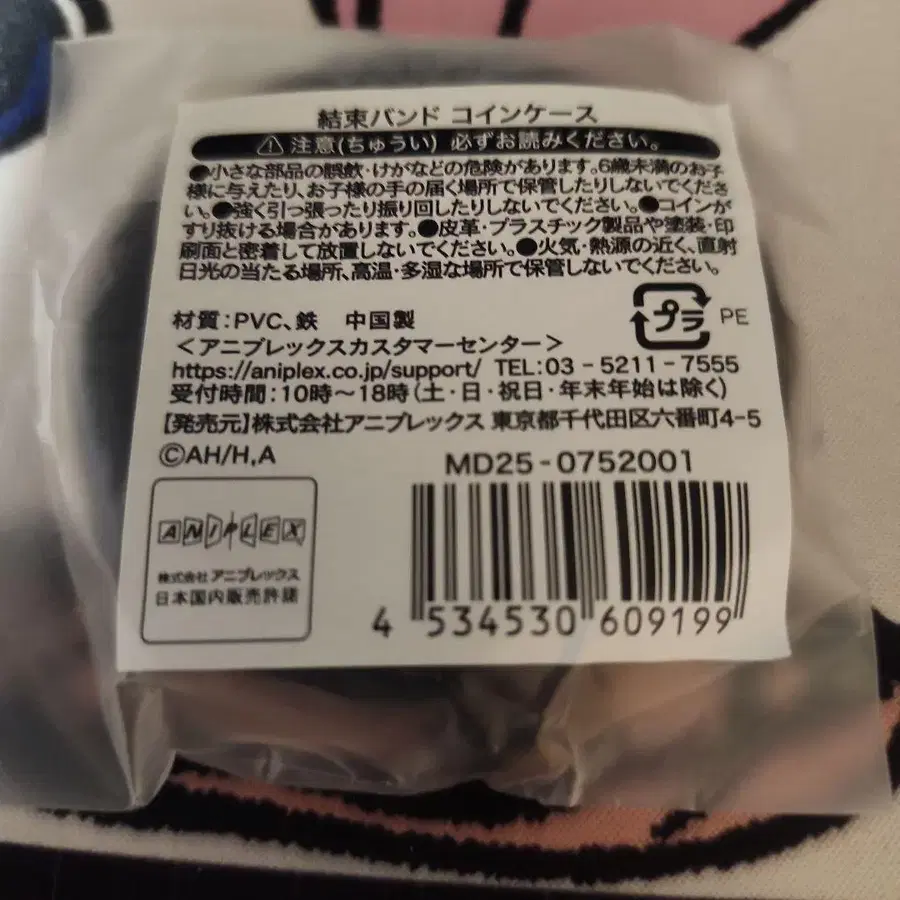 結束バンド コインケース
⚠注意(ちゅうい) 必ずお読みください。
●小さな部品の誤飲・けがなどの危険があります。6歳未満のお子
様に与えたり、お子様の手の届く場所で保管したりしないでくださ
い。●強く引っ張ったり振り回したりしないでください。●コインが
すり抜ける場合があります。●皮革・プラスチック製品や塗装・印
刷面と密着して放置しないでください。●火気・熱源の近く、直射
日光の当たる場所、高温・多湿な場所で保管しないでください。
材質:PVC、鉄 中国製
プラ PE
<アニプレックスカスタマーセンター>
https://aniplex.co.jp/support/ TEL:03-5211-7555
受付時間:10時~18時(土・日・祝日・年末年始は除く)
【発売元】株式会社アニプレックス 東京都千代田区六番町4-5
©AH/H,A
MD25-0752001
ANIPLEX
株式会社 アニプレックス
日本国内販売許諾
4 534530 609199